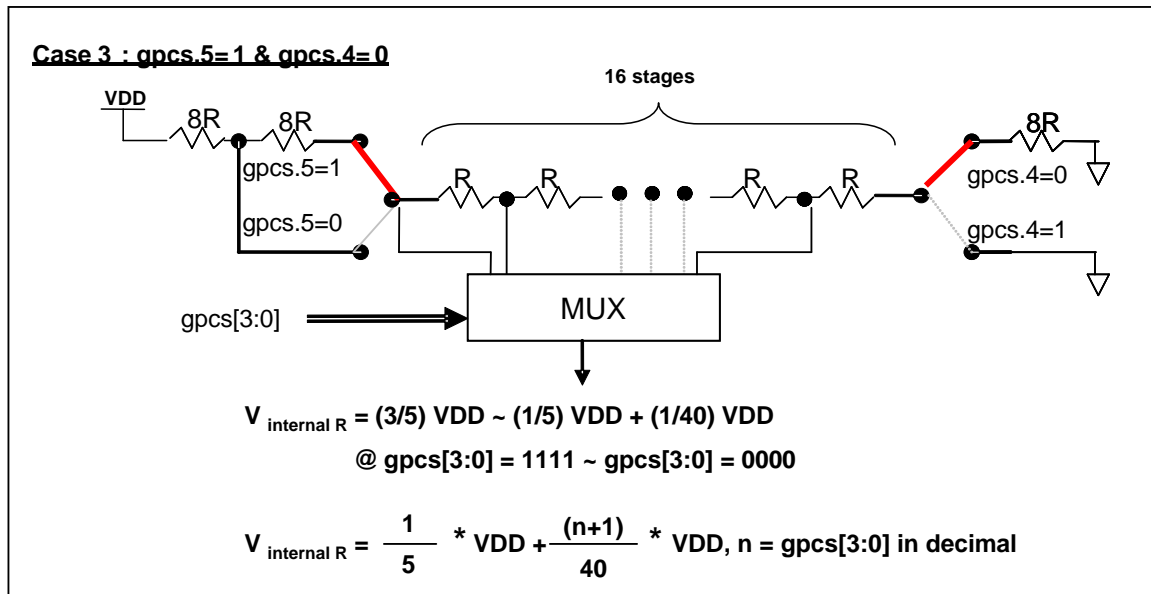 Case 3 : gpcs.5= 1 & gpcs.4= 0
16 stages
VDD
8R 8R 8R
gpcs.5=1
gpcs.4=0
R R R R
gpcs.5=0
gpcs.4=1
MUX
gpcs[3:0]
V internal R = (3/5) VDD ~ (1/5) VDD + (1/40) VDD
@ gpcs[3:0] = 1111 ~ gpcs[3:0] = 0000
V internal R = 1/5 * VDD + (n+1)/40 * VDD, n = gpcs[3:0] in decimal